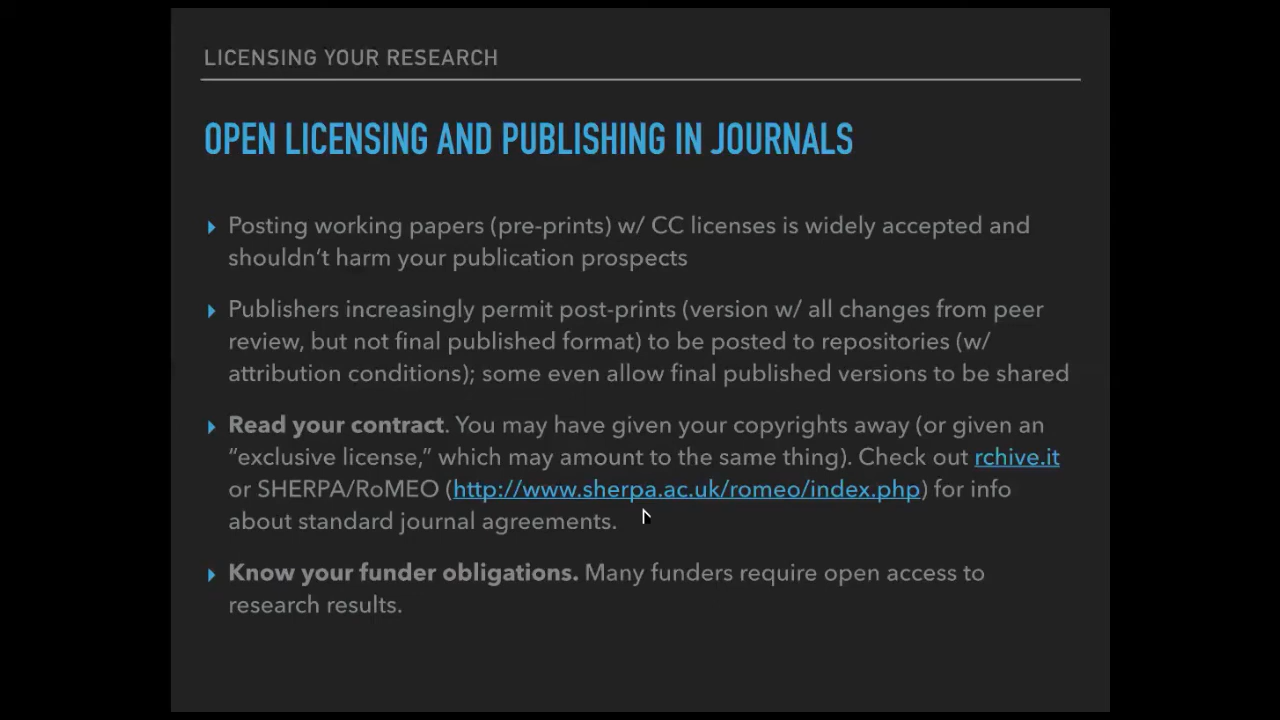 LICENSING YOUR RESEARCH
OPEN LICENSING AND PUBLISHING IN JOURNALS
Posting working papers (pre-prints) w/ CC licenses is widely accepted and
shouldn’t harm your publication prospects
Publishers increasingly permit post-prints (version w/ all changes from peer
review, but not final published format) to be posted to repositories (w/
attribution conditions); some even allow final published versions to be shared
Read your contract. You may have given your copyrights away (or given an
“exclusive license,” which may amount to the same thing). Check out rchive.it
or SHERPA/RoMEO (http://www.sherpa.ac.uk/romeo/index.php) for info
about standard journal agreements.
Know your funder obligations. Many funders require open access to
research results.